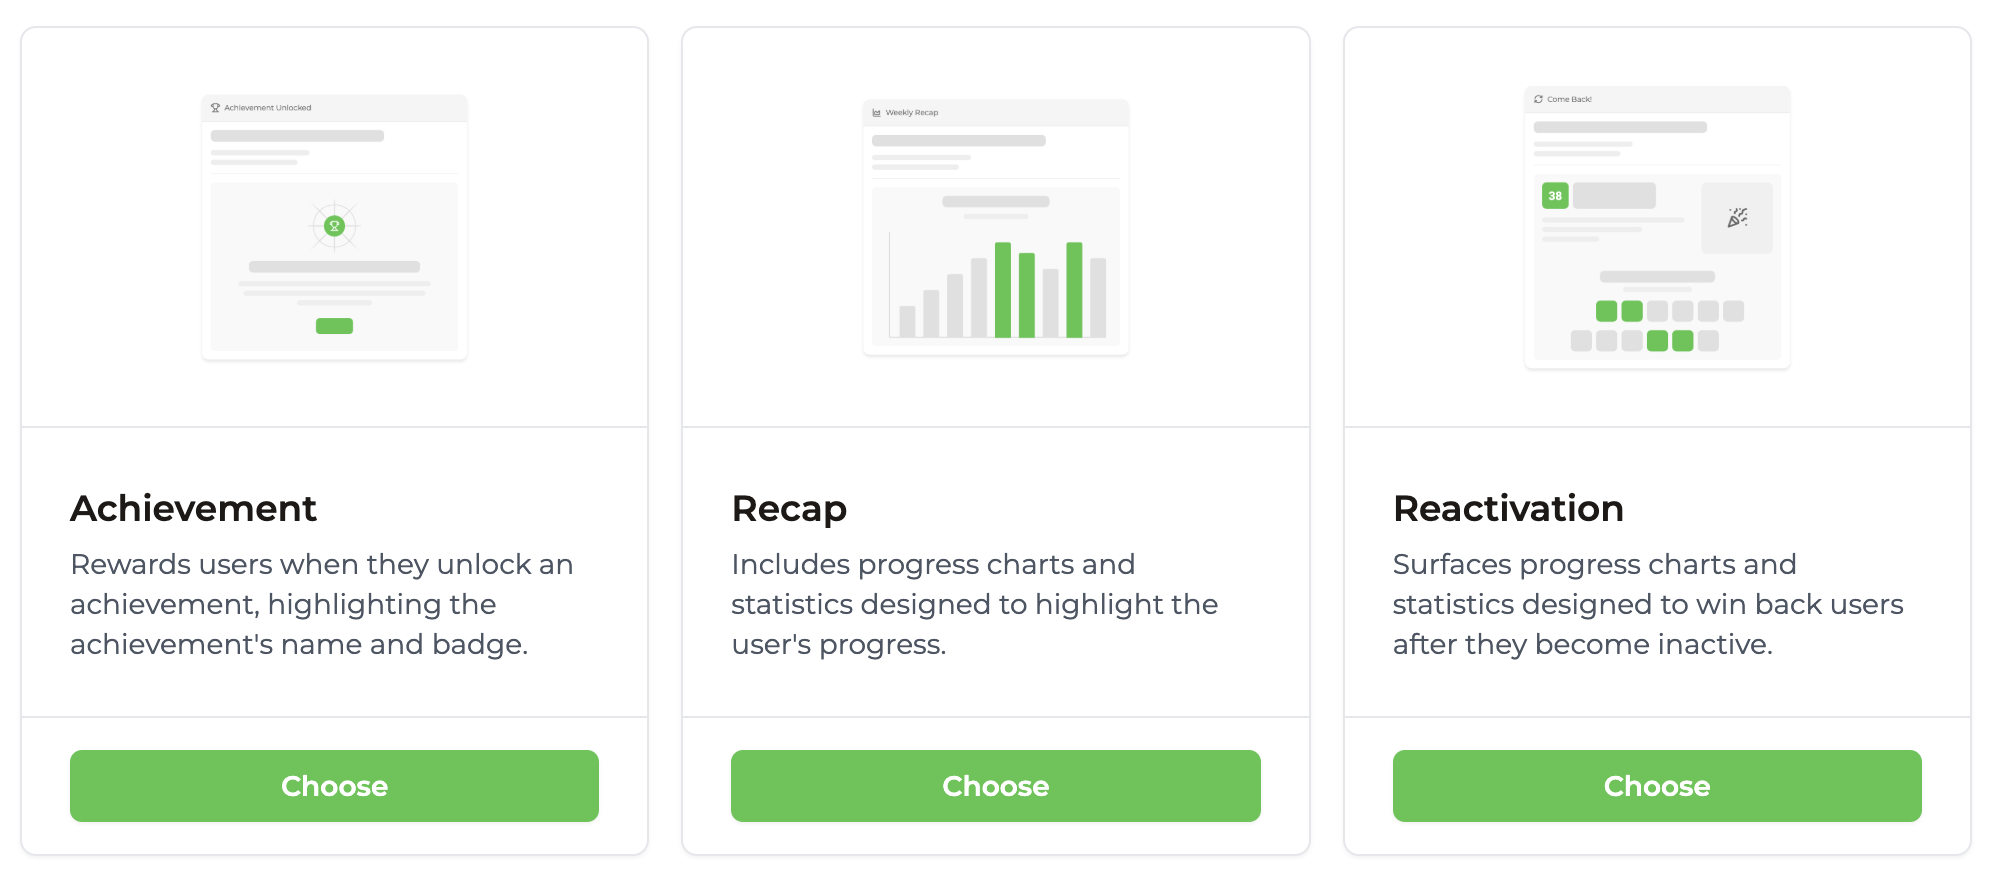 Achievement Unlocked
Achievement
Rewards users when they unlock an
achievement, highlighting the
achievement's name and badge.
Choose
Weekly Recap
Recap
Includes progress charts and
statistics designed to highlight the
user's progress.
Choose
Come Back!
38
Reactivation
Surfaces progress charts and
statistics designed to win back users
after they become inactive.
Choose